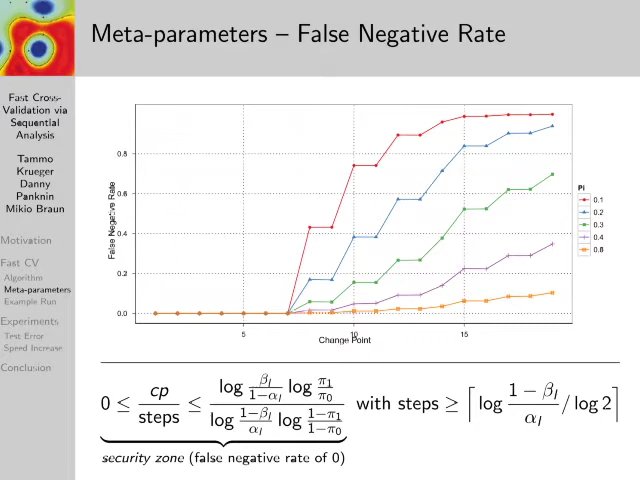 Meta-parameters – False Negative Rate
Fast Cross-
Validation via
Sequential
Analysis
Tammo
Krueger
Danny
Panknin
Mikio Braun
Motivation
Fast CV
Algorithm
Meta-parameters
Example Run
Experiments
Test Error
Speed Increase
Conclusion
False Negative Rate
0.8
0.6
0.4
0.2
0.0
5
10
15
Change Point
Pi
0.1
0.2
0.3
0.4
0 ≤ cp/steps ≤ (log β_l/(1−α_l) log π_1/π_0) / (log (1−β_l)/α_l log (1−π_1)/(1−π_0)) with steps ≥ ⌈log (1 − β_l)/α_l / log 2⌉
security zone (false negative rate of 0)